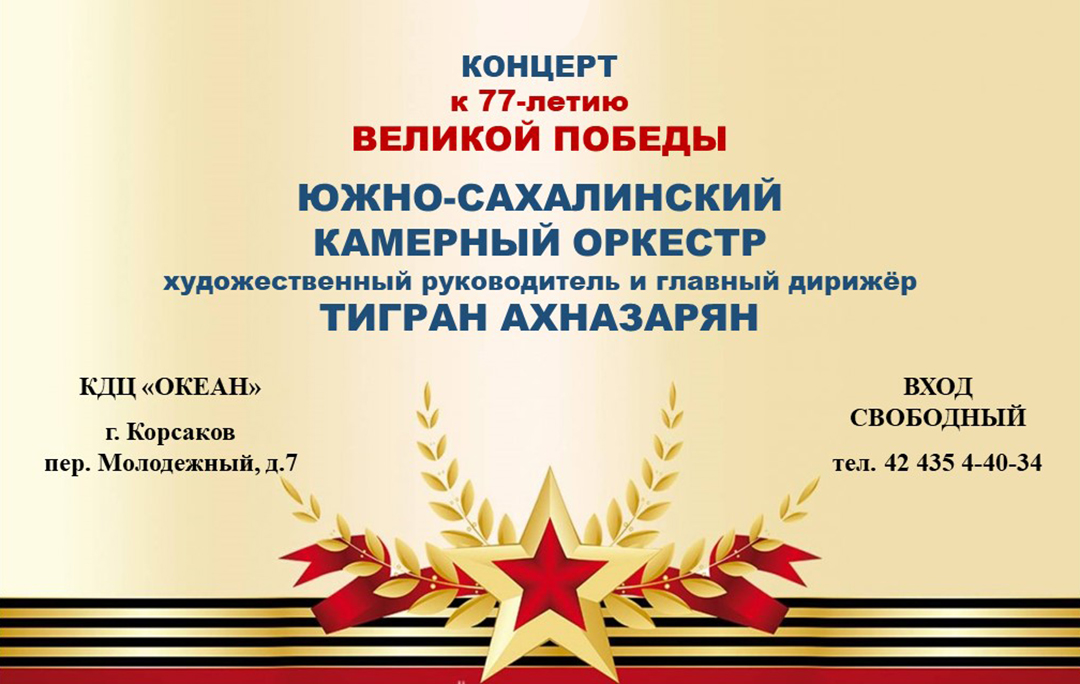 КОНЦЕРТ
к 77-летию
ВЕЛИКОЙ ПОБЕДЫ
ЮЖНО-САХАЛИНСКИЙ
КАМЕРНЫЙ ОРКЕСТР
художественный руководитель и главный дирижёр
ТИГРАН АХНАЗАРЯН
КДЦ «ОКЕАН»
г. Корсаков
пер. Молодежный, д.7
ВХОД
СВОБОДНЫЙ
тел. 42 435 4-40-34